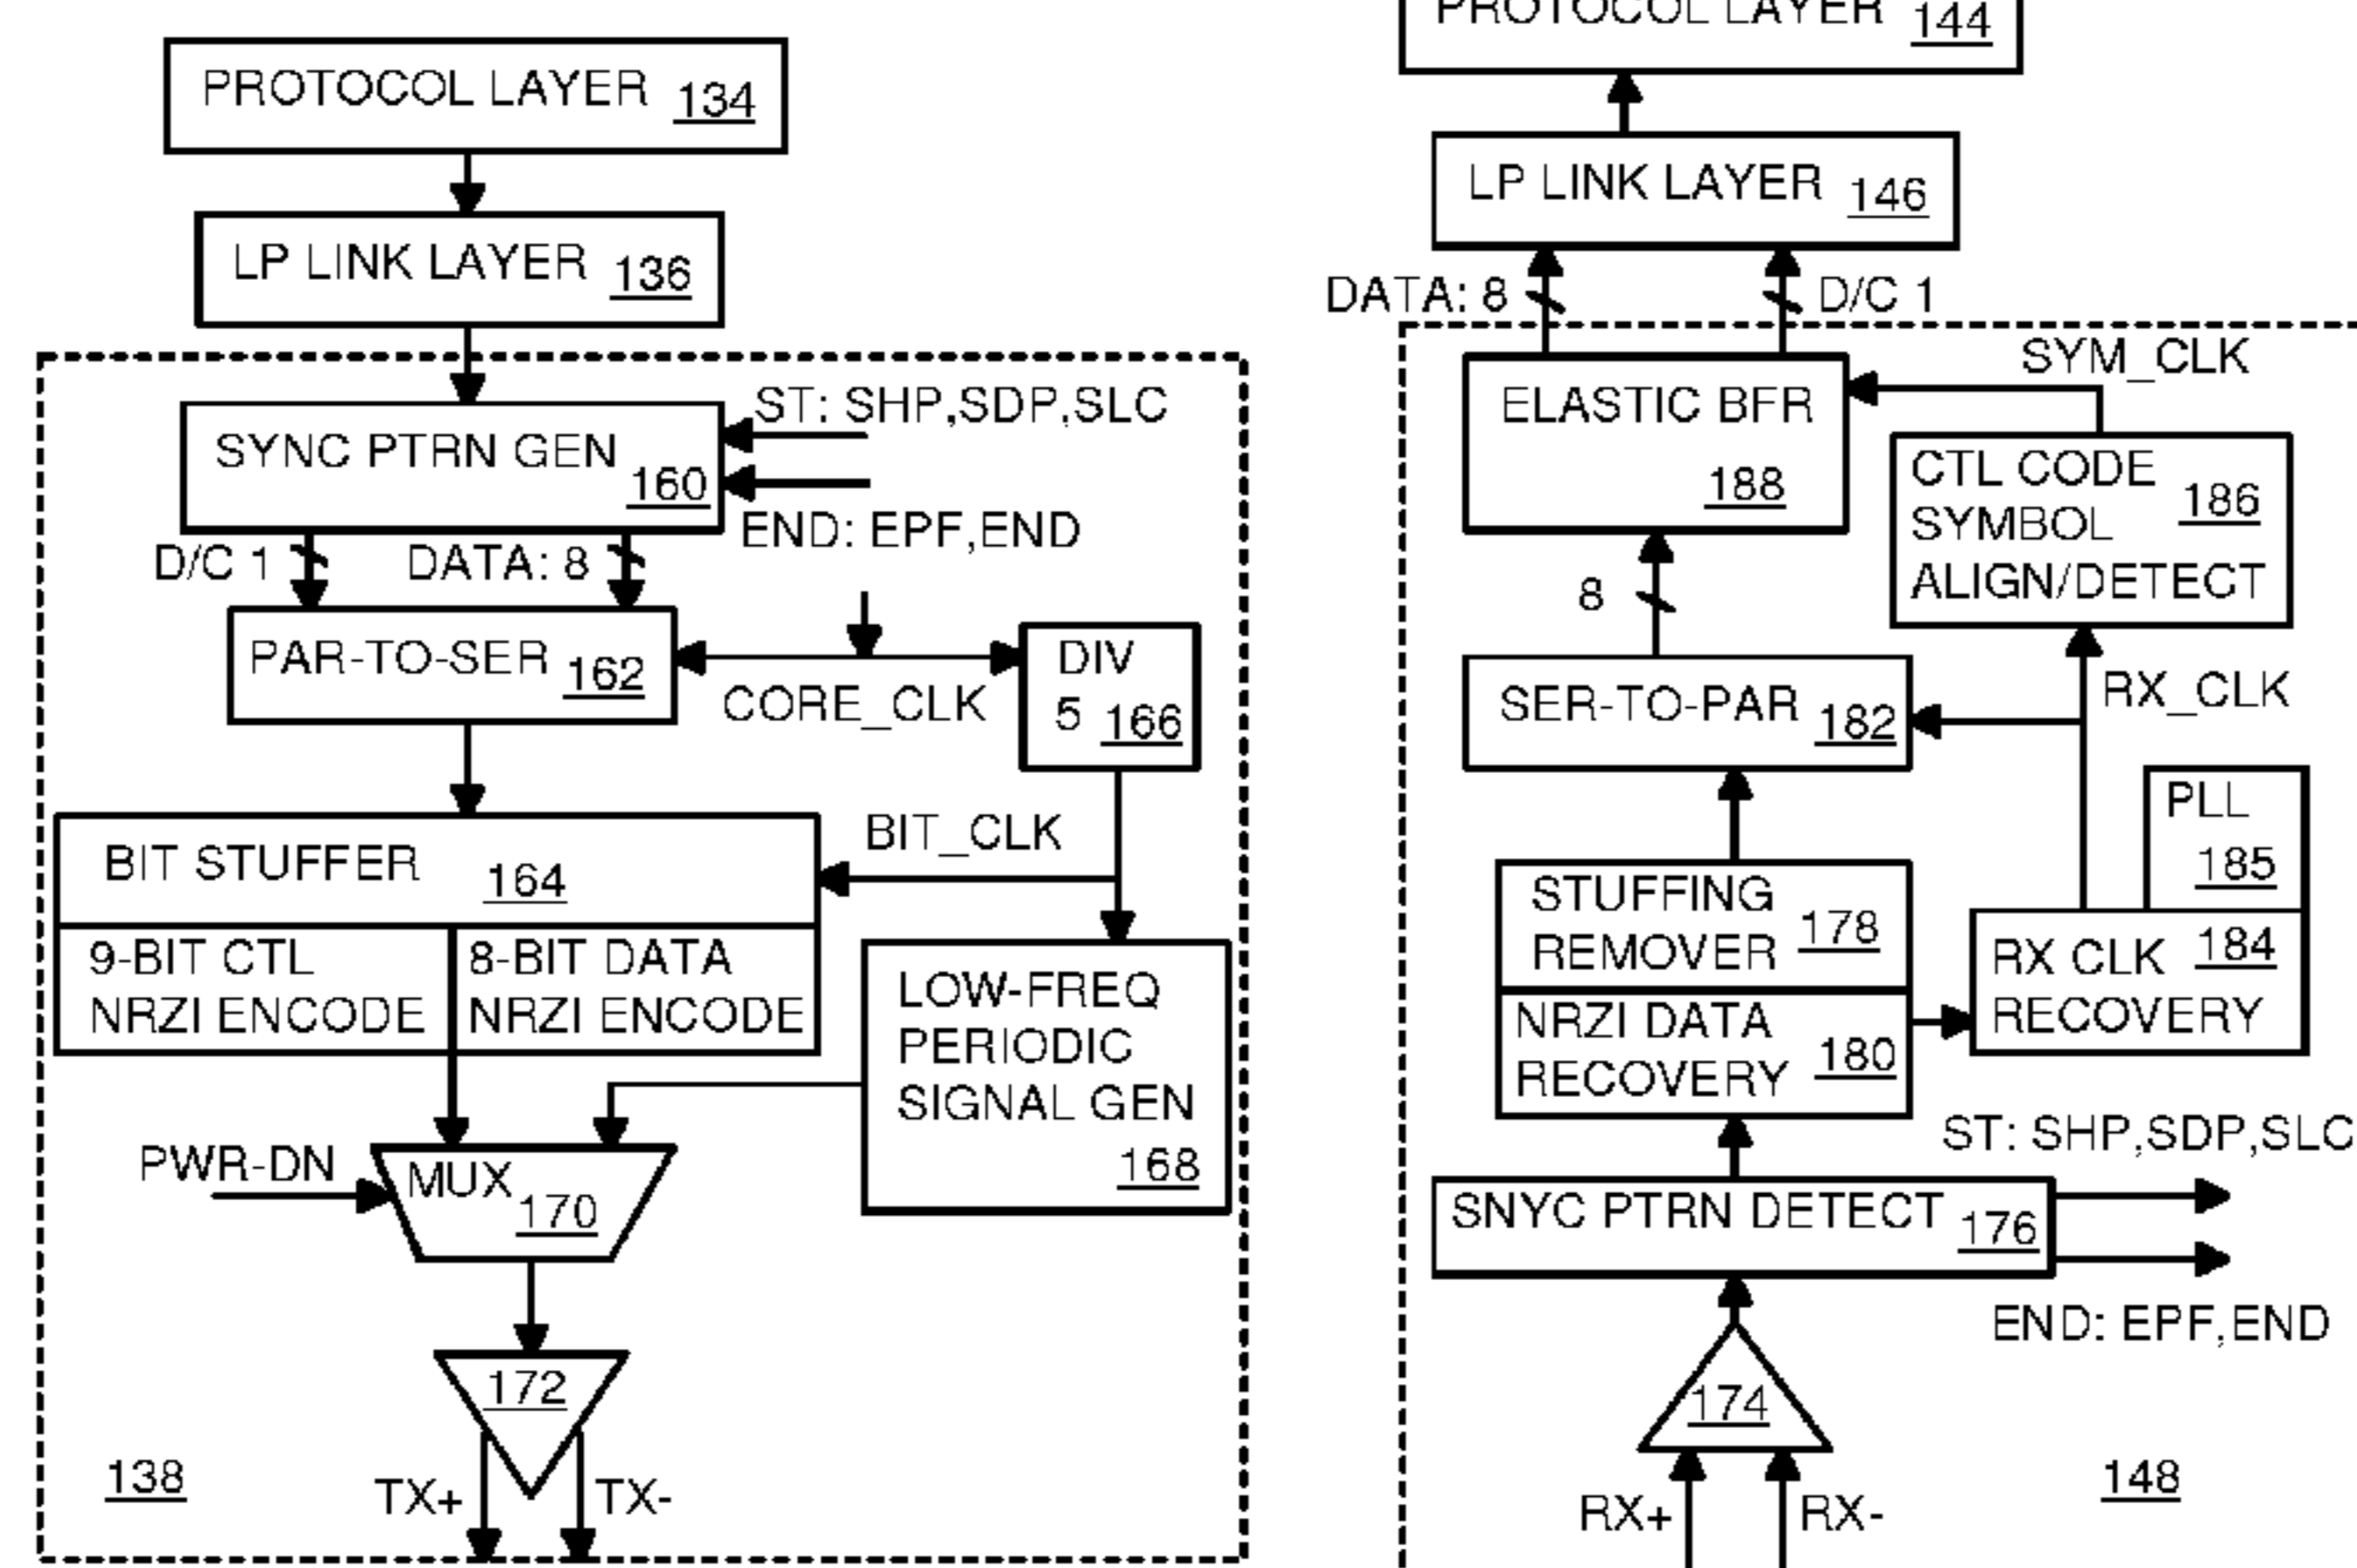 PROTOCOL LAYER 134
LP LINK LAYER 136
ST: SHP,SDP,SLC
SYNC PTRN GEN 160
END: EPF,END
D/C 1
DATA: 8
PAR-TO-SER 162
CORE_CLK
DIV
5 166
BIT STUFFER 164
BIT_CLK
9-BIT CTL
NRZI ENCODE
8-BIT DATA
NRZI ENCODE
LOW-FREQ
PERIODIC
SIGNAL GEN
168
PWR-DN
MUX 170
172
TX+
TX-
138
PROTOCOL LAYER 144
LP LINK LAYER 146
DATA: 8
D/C 1
SYM_CLK
ELASTIC BFR
188
CTL CODE
SYMBOL
ALIGN/DETECT
186
8
SER-TO-PAR 182
RX_CLK
PLL
185
STUFFING
REMOVER 178
RX CLK
RECOVERY
184
NRZI DATA
RECOVERY 180
ST: SHP,SDP,SLC
SNYC PTRN DETECT 176
END: EPF,END
174
RX+
RX-
148